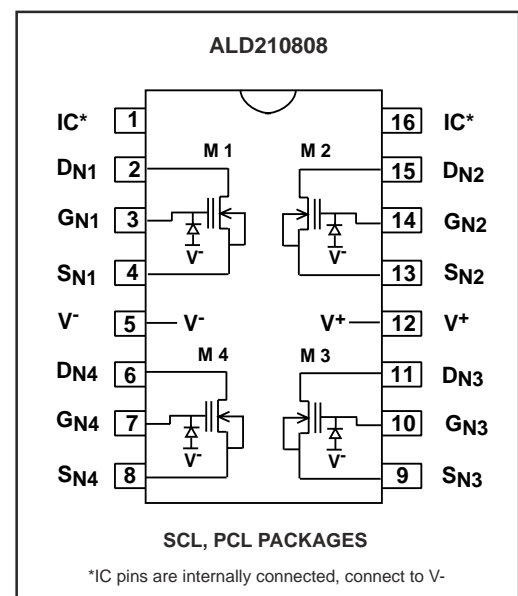 ALD210808
IC* 1 16 IC*
M 1 M 2
DN1 2 15 DN2
GN1 3 14 GN2
V- V-
SN1 4 13 SN2
V- 5 V- V+ 12 V+
M 4 M 3
DN4 6 11 DN3
GN4 7 10 GN3
V- V-
SN4 8 9 SN3
SCL, PCL PACKAGES
*IC pins are internally connected, connect to V-